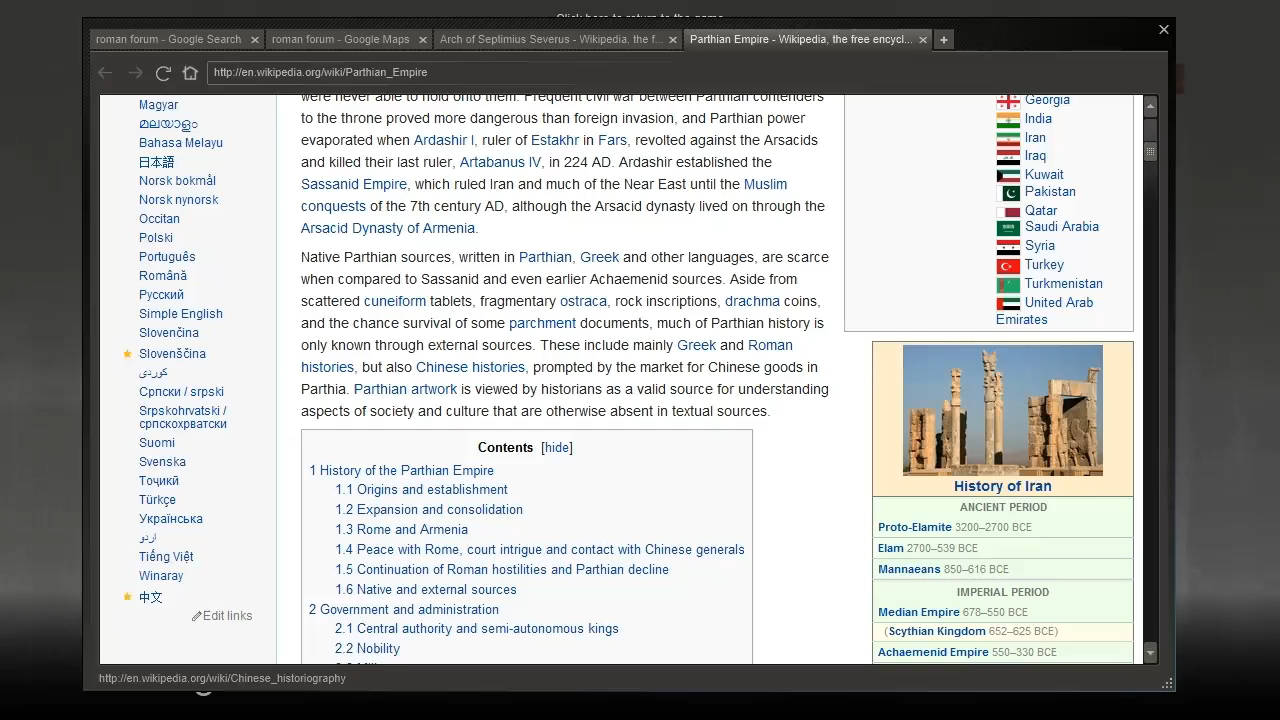 Click here to return to the game
roman forum - Google Search
roman forum - Google Maps
Arch of Septimius Severus - Wikipedia, the f...
Parthian Empire - Wikipedia, the free encycl...
http://en.wikipedia.org/wiki/Parthian_Empire
Magyar
മലയാളം
Bahasa Melayu
日本語
Norsk bokmål
Norsk nynorsk
Occitan
Polski
Português
Română
Русский
Simple English
Slovenčina
Slovenščina
کوردی
Српски / srpski
Srpskohrvatski /
српскохрватски
Suomi
Svenska
Тоҷикӣ
Türkçe
Українська
اردو
Tiếng Việt
Winaray
中文
Edit links
were never able to hold onto them. Frequent civil war between Parthian contenders
to the throne proved more dangerous than foreign invasion, and Parthian power
evaporated when Ardashir I, ruler of Estakhr in Fars, revolted against the Arsacids
and killed their last ruler, Artabanus IV, in 224 AD. Ardashir established the
Sassanid Empire, which ruled Iran and much of the Near East until the Muslim
conquests of the 7th century AD, although the Arsacid dynasty lived on through the
Arsacid Dynasty of Armenia.
Native Parthian sources, written in Parthian, Greek and other languages, are scarce
when compared to Sassanid and even earlier Achaemenid sources. Aside from
scattered cuneiform tablets, fragmentary ostraca, rock inscriptions, drachma coins,
and the chance survival of some parchment documents, much of Parthian history is
only known through external sources. These include mainly Greek and Roman
histories, but also Chinese histories, prompted by the market for Chinese goods in
Parthia. Parthian artwork is viewed by historians as a valid source for understanding
aspects of society and culture that are otherwise absent in textual sources.
Contents [hide]
1 History of the Parthian Empire
1.1 Origins and establishment
1.2 Expansion and consolidation
1.3 Rome and Armenia
1.4 Peace with Rome, court intrigue and contact with Chinese generals
1.5 Continuation of Roman hostilities and Parthian decline
1.6 Native and external sources
2 Government and administration
2.1 Central authority and semi-autonomous kings
2.2 Nobility
Georgia
India
Iran
Iraq
Kuwait
Pakistan
Qatar
Saudi Arabia
Syria
Turkey
Turkmenistan
United Arab
Emirates
History of Iran
ANCIENT PERIOD
Proto-Elamite 3200–2700 BCE
Elam 2700–539 BCE
Mannaeans 850–616 BCE
IMPERIAL PERIOD
Median Empire 678–550 BCE
(Scythian Kingdom 652–625 BCE)
Achaemenid Empire 550–330 BCE
http://en.wikipedia.org/wiki/Chinese_historiography